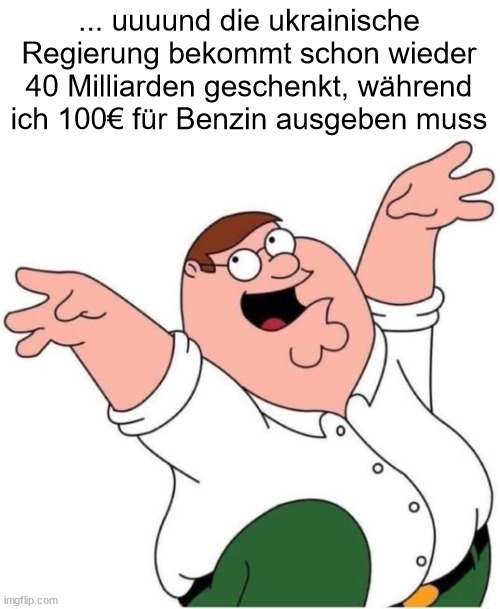 ... uuuund die ukrainische
Regierung bekommt schon wieder
40 Milliarden geschenkt, während
ich 100€ für Benzin ausgeben muss
imgflip.com